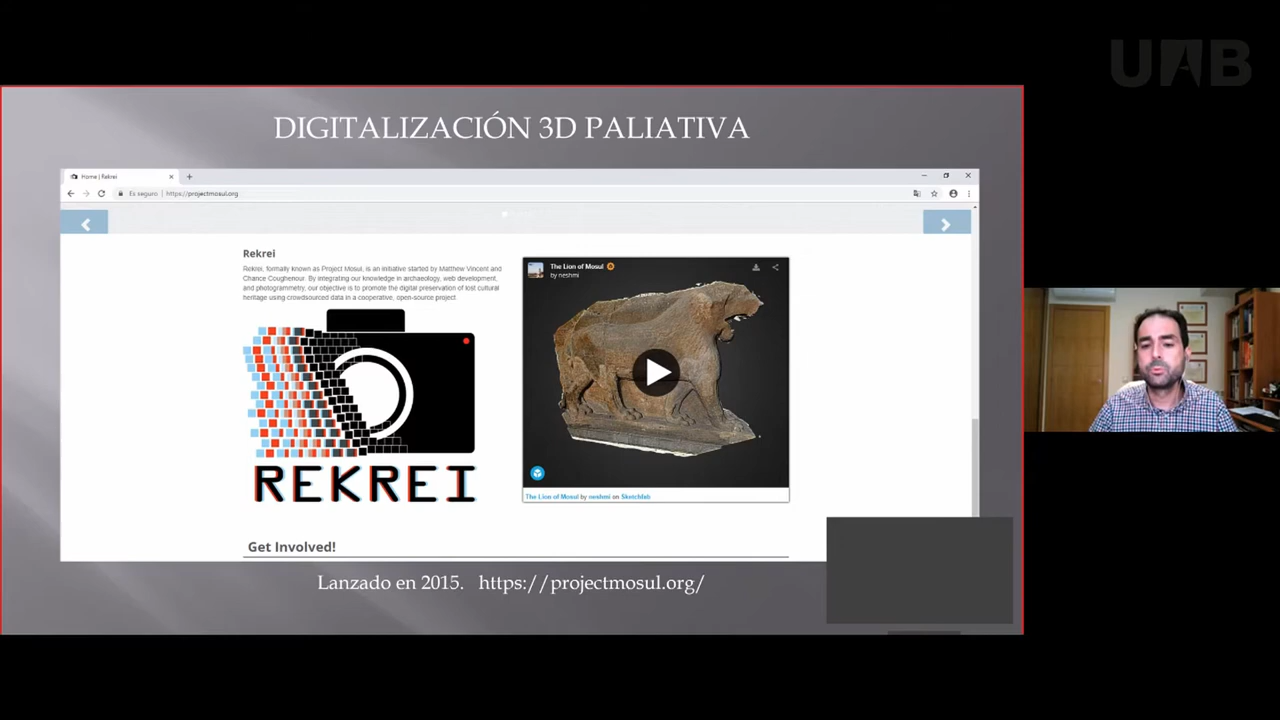 UAB
DIGITALIZACIÓN 3D PALIATIVA
Home | Rekrei
Es seguro
https://projectmosul.org
Rekrei
Rekrei, formally known as Project Mosul, is an initiative started by Matthew Vincent and
Chance Coughenour. By integrating our knowledge in archaeology, web development,
and photogrammetry, our objective is to promote the digital preservation of lost cultural
heritage using crowdsourced data in a cooperative, open-source project.
The Lion of Mosul
by neshmi
REKREI
The Lion of Mosul by neshmi on Sketchfab
Get Involved!
Lanzado en 2015. https://projectmosul.org/